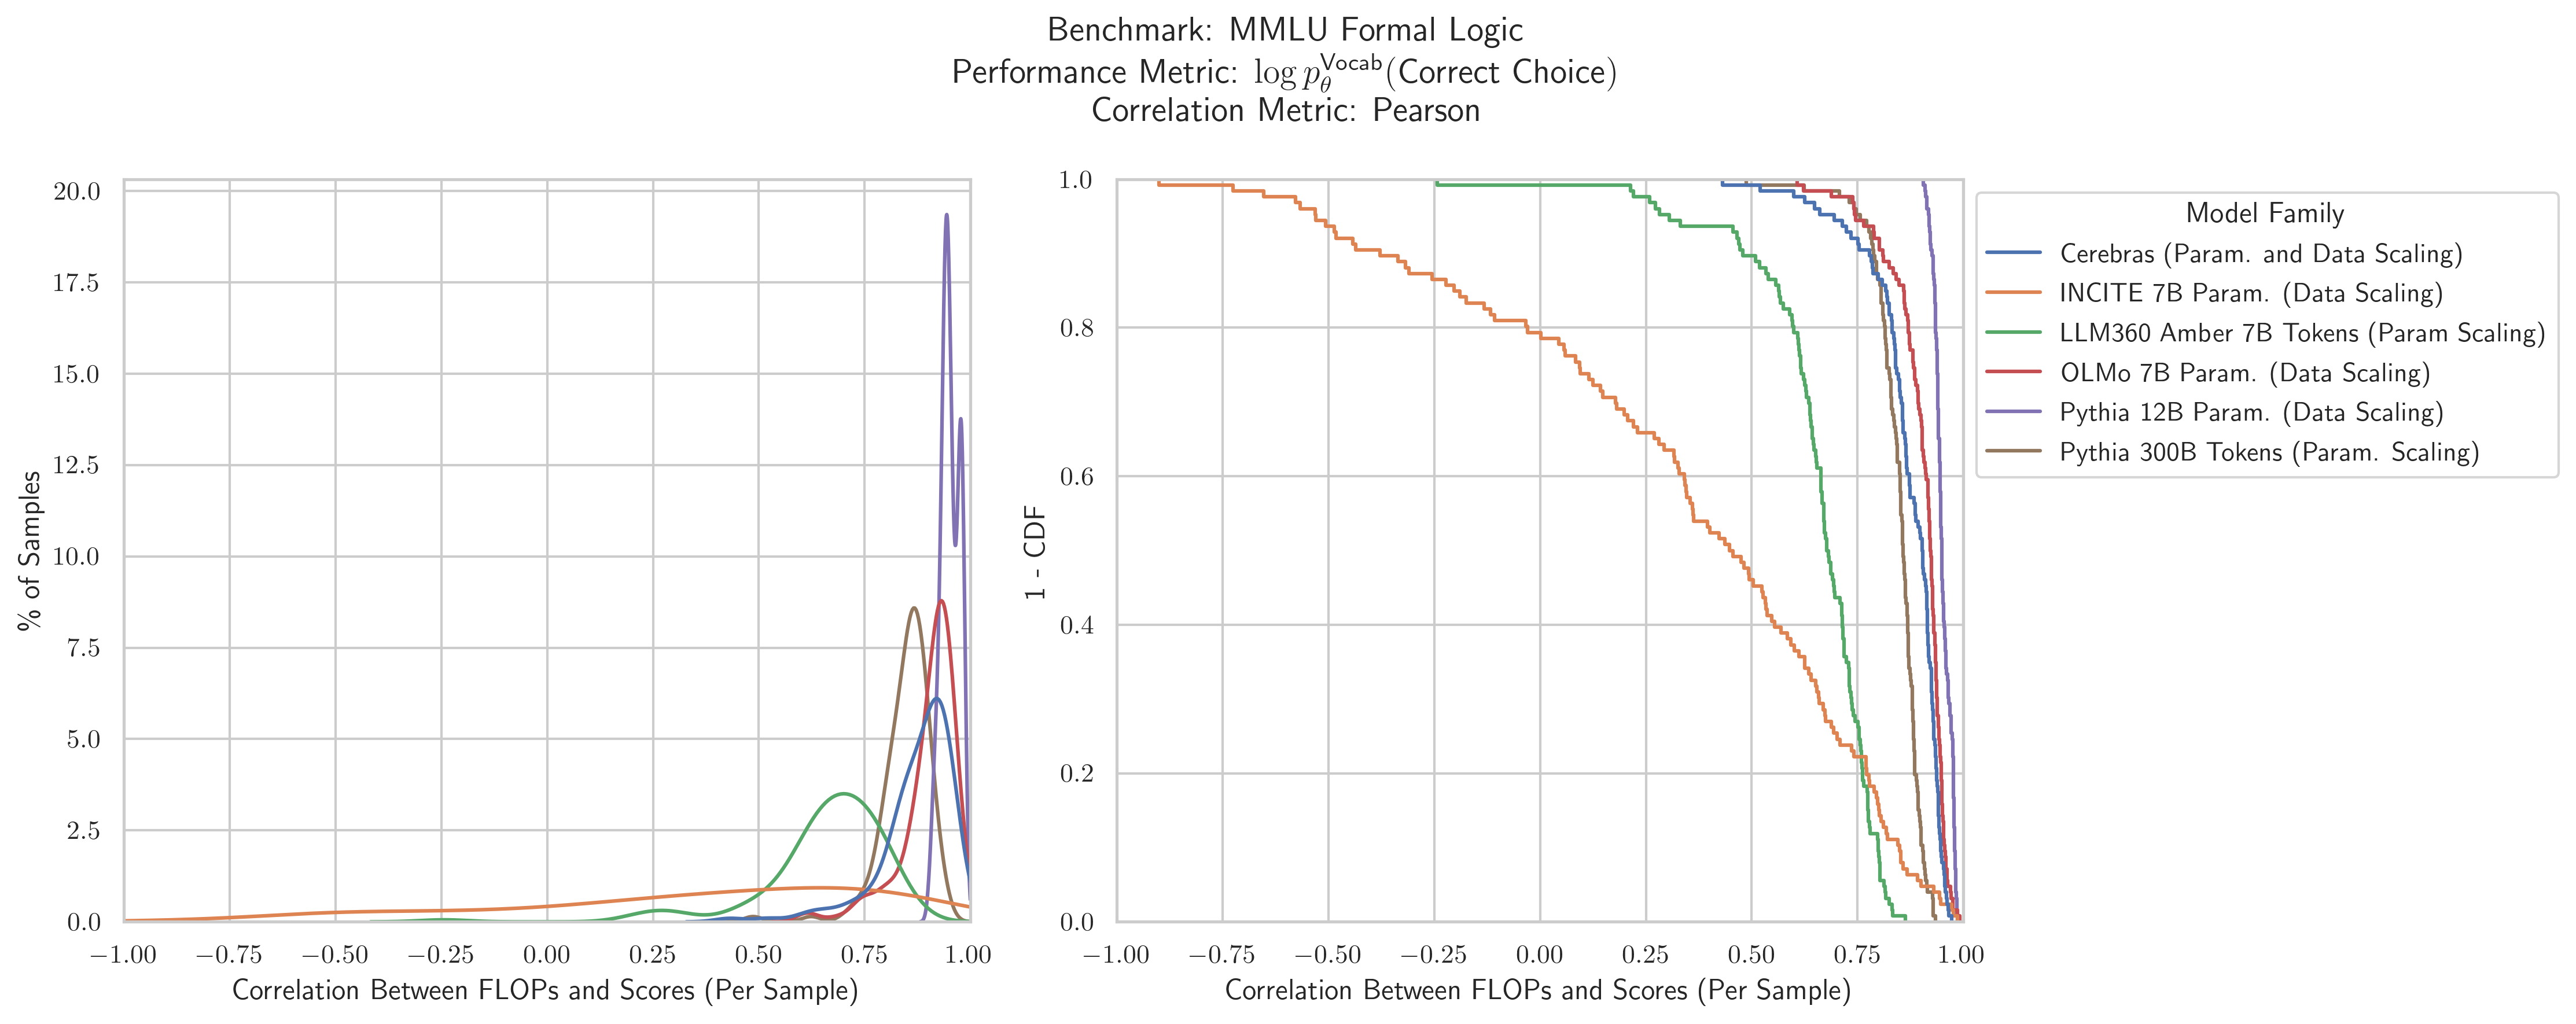 Benchmark: MMLU Formal Logic
Performance Metric: log p_θ^Vocab(Correct Choice)
Correlation Metric: Pearson
% of Samples
20.0
17.5
15.0
12.5
10.0
7.5
5.0
2.5
0.0
−1.00 −0.75 −0.50 −0.25 0.00 0.25 0.50 0.75 1.00
Correlation Between FLOPs and Scores (Per Sample)
1 - CDF
1.0
0.8
0.6
0.4
0.2
0.0
−1.00 −0.75 −0.50 −0.25 0.00 0.25 0.50 0.75 1.00
Correlation Between FLOPs and Scores (Per Sample)
Model Family
Cerebras (Param. and Data Scaling)
INCITE 7B Param. (Data Scaling)
LLM360 Amber 7B Tokens (Param Scaling)
OLMo 7B Param. (Data Scaling)
Pythia 12B Param. (Data Scaling)
Pythia 300B Tokens (Param. Scaling)